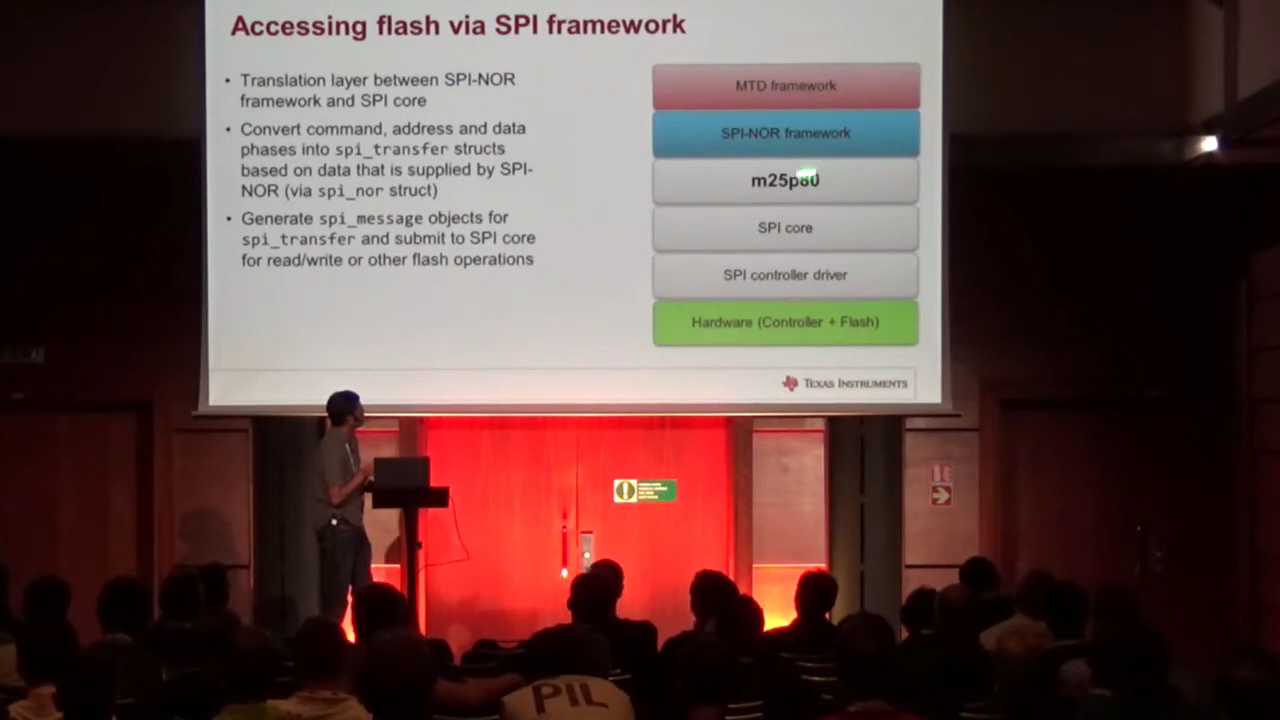 Accessing flash via SPI framework
• Translation layer between SPI-NOR
framework and SPI core
• Convert command, address and data
phases into spi_transfer structs
based on data that is supplied by SPI-
NOR (via spi_nor struct)
• Generate spi_message objects for
spi_transfer and submit to SPI core
for read/write or other flash operations
MTD framework
SPI-NOR framework
m25p80
SPI core
SPI controller driver
Hardware (Controller + Flash)
TEXAS INSTRUMENTS
PIL